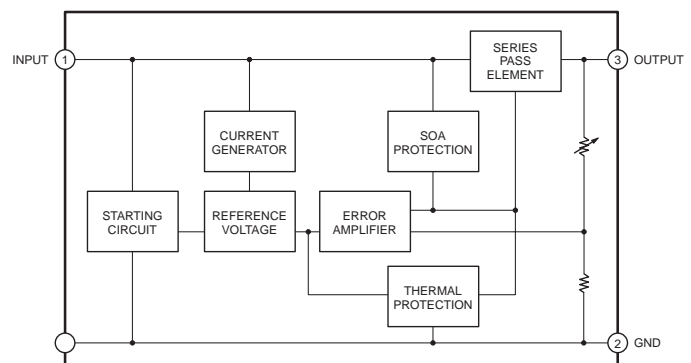 SERIES
PASS
ELEMENT
INPUT 1
3 OUTPUT
CURRENT
GENERATOR
SOA
PROTECTION
STARTING
CIRCUIT
REFERENCE
VOLTAGE
ERROR
AMPLIFIER
THERMAL
PROTECTION
2 GND